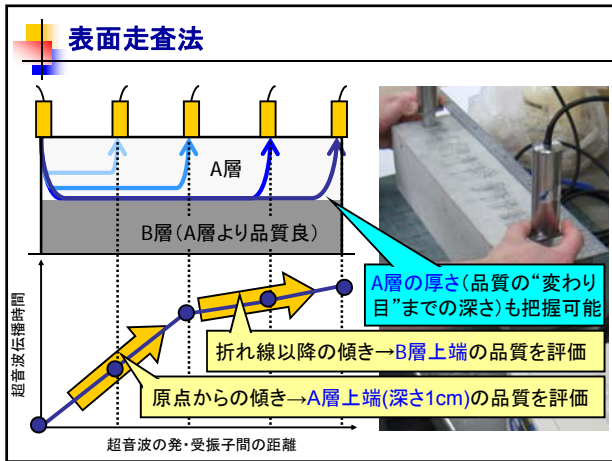 表面走査法
A層
B層(A層より品質良)
A層の厚さ(品質の“変わり
目”までの深さ)も把握可能
折れ線以降の傾き→B層上端の品質を評価
原点からの傾き→A層上端(深さ1cm)の品質を評価
超音波伝播時間
超音波の発・受振子間の距離